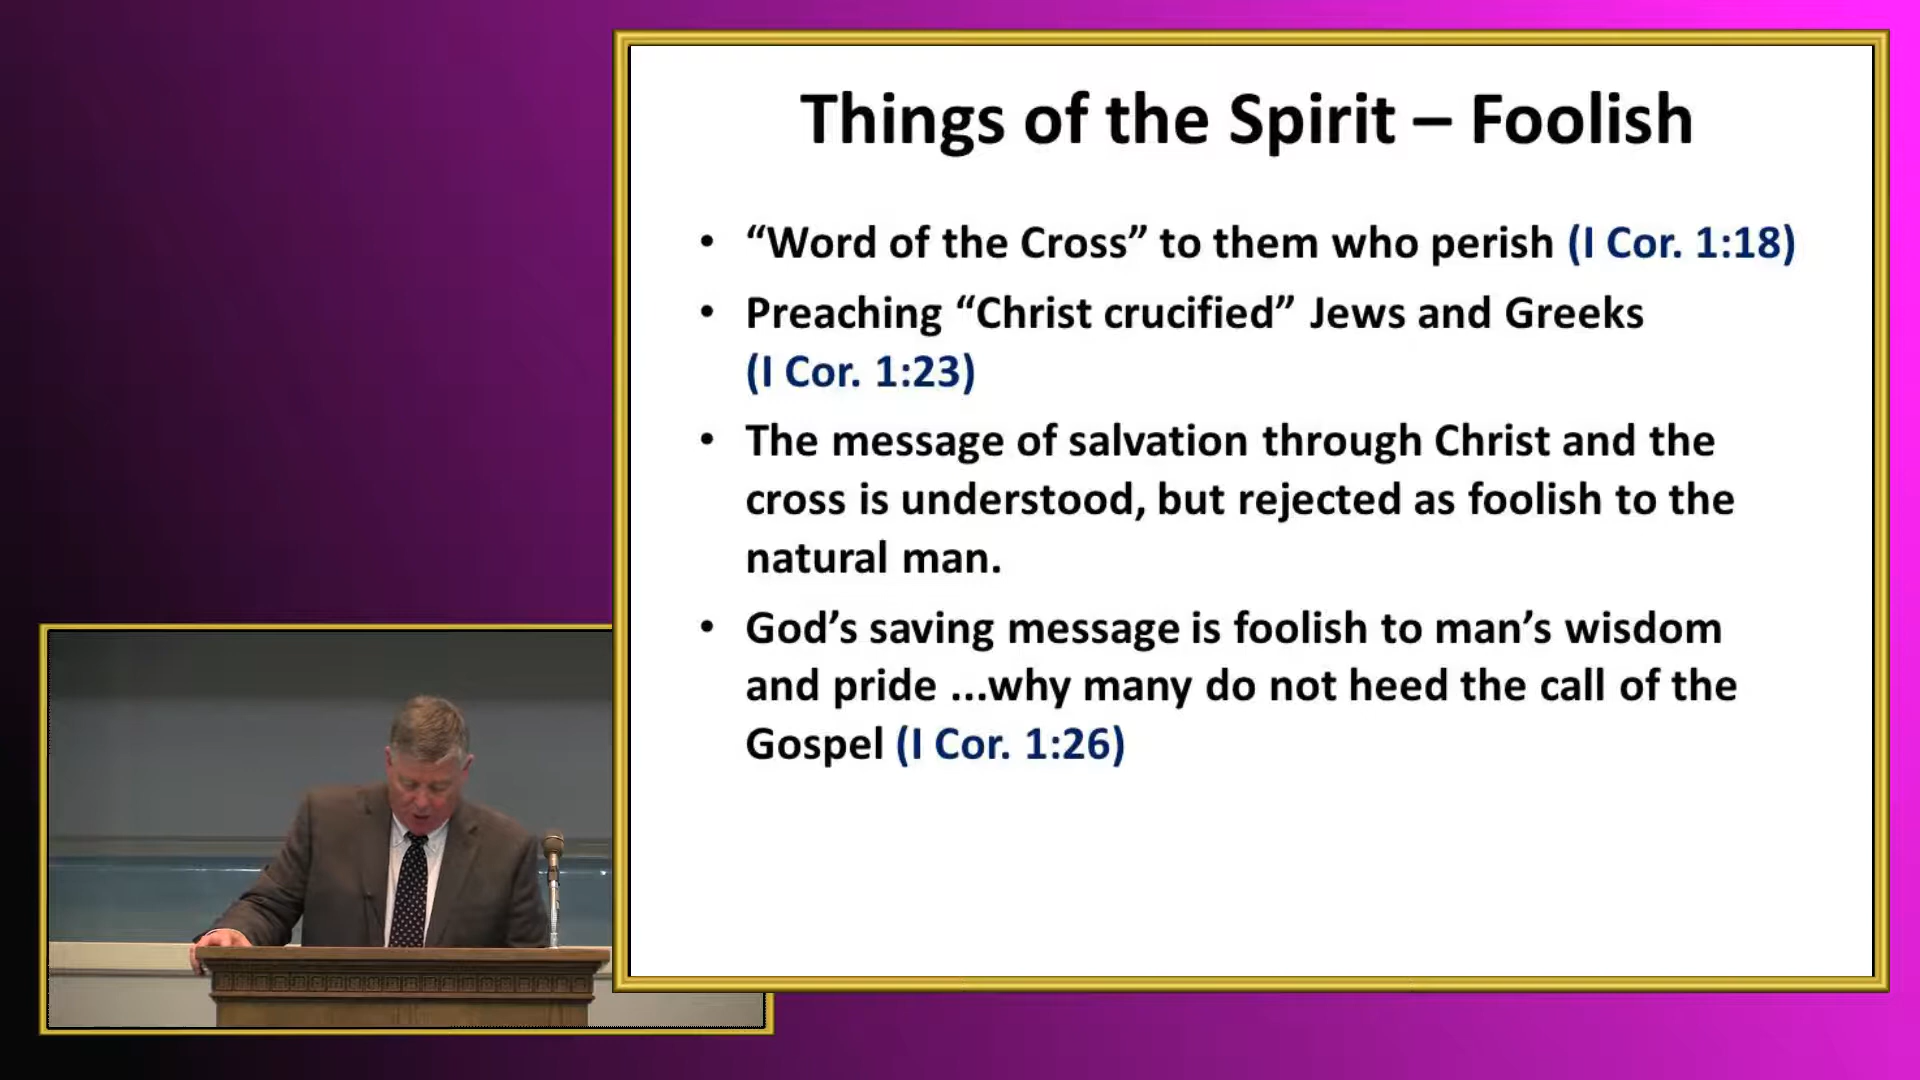 Things of the Spirit – Foolish
• “Word of the Cross” to them who perish (I Cor. 1:18)
• Preaching “Christ crucified” Jews and Greeks
(I Cor. 1:23)
• The message of salvation through Christ and the
cross is understood, but rejected as foolish to the
natural man.
• God’s saving message is foolish to man’s wisdom
and pride ...why many do not heed the call of the
Gospel (I Cor. 1:26)